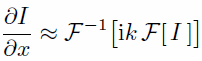 ∂I/∂x ≈ ℱ⁻¹[ik ℱ[I]]